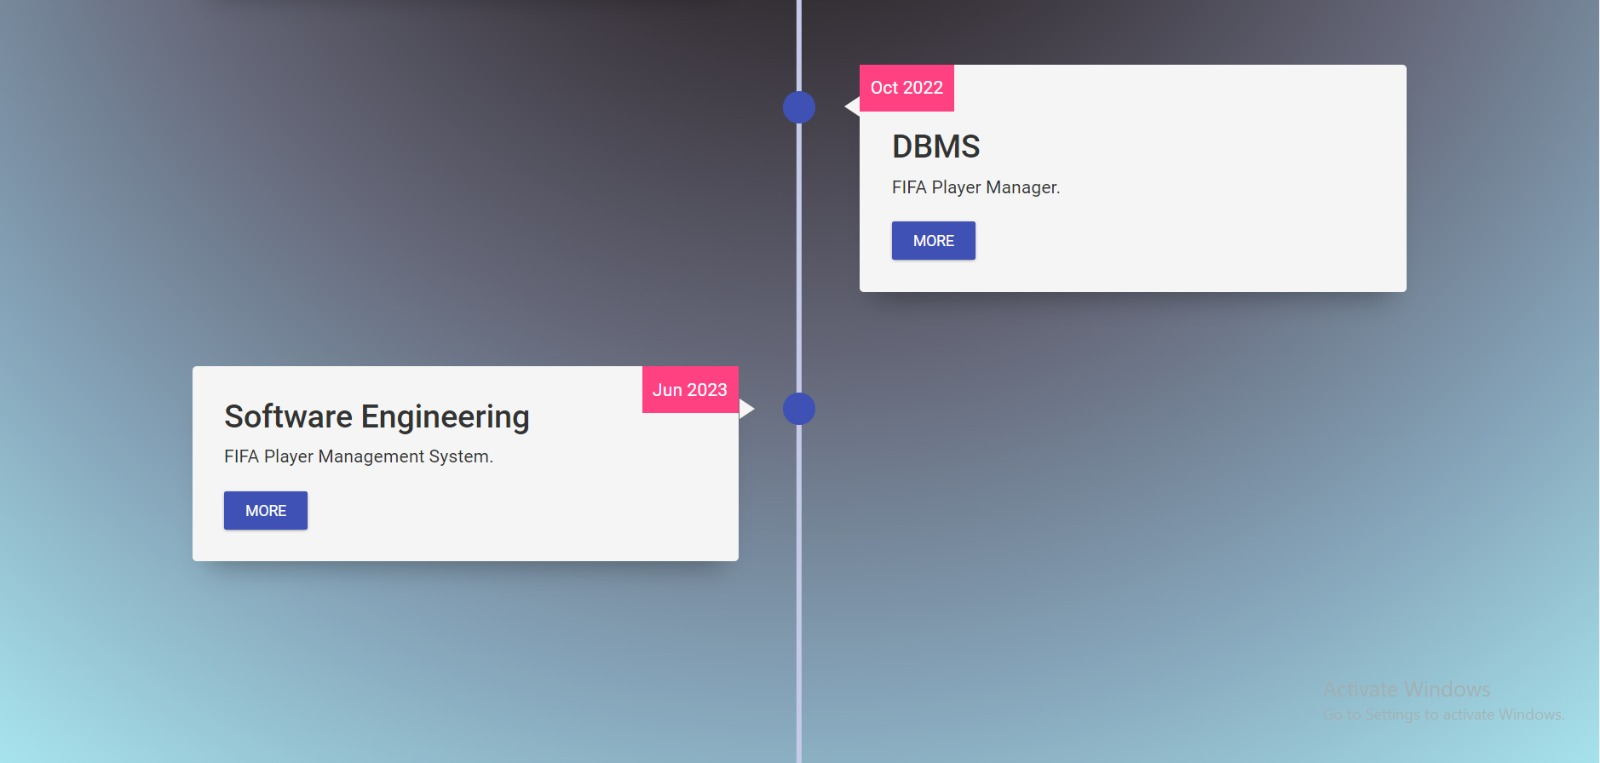 Oct 2022
DBMS
FIFA Player Manager.
MORE
Jun 2023
Software Engineering
FIFA Player Management System.
MORE
Activate Windows
Go to Settings to activate Windows.